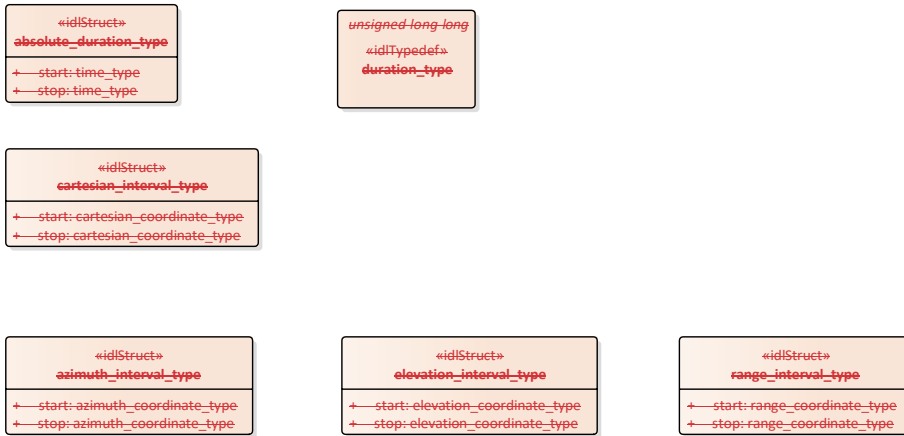 «idlStruct»
absolute_duration_type
+ start: time_type
+ stop: time_type
unsigned long long
«idlTypedef»
duration_type
«idlStruct»
cartesian_interval_type
+ start: cartesian_coordinate_type
+ stop: cartesian_coordinate_type
«idlStruct»
azimuth_interval_type
+ start: azimuth_coordinate_type
+ stop: azimuth_coordinate_type
«idlStruct»
elevation_interval_type
+ start: elevation_coordinate_type
+ stop: elevation_coordinate_type
«idlStruct»
range_interval_type
+ start: range_coordinate_type
+ stop: range_coordinate_type